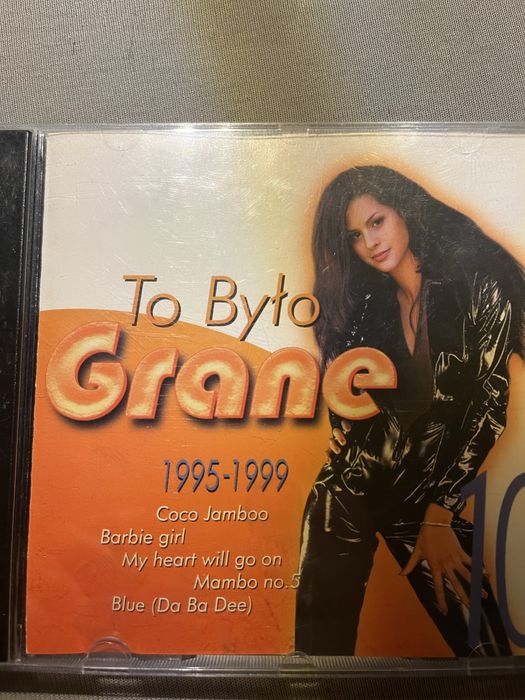 To Było
Grane
1995-1999
Coco Jamboo
Barbie girl
My heart will go on
Mambo no.5
Blue (Da Ba Dee)
10